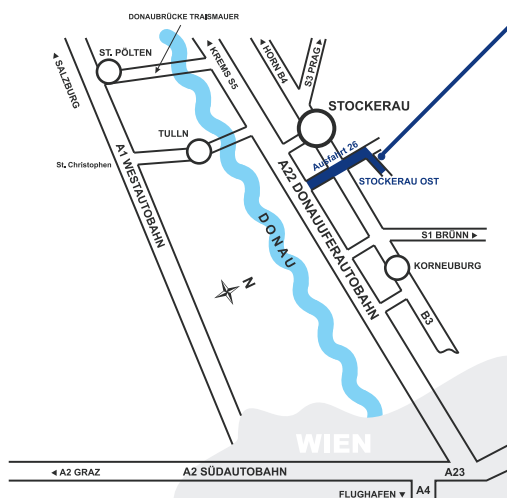 DONAUBRÜCKE TRAISMAUER
ST. PÖLTEN
SALZBURG
KREMS S5
HORN B4
S3 PRAG
STOCKERAU
TULLN
St. Christophen
A1 WESTAUTOBAHN
Ausfahrt 26
STOCKERAU OST
A22 DONAUUFERAUTOBAHN
DONAU
S1 BRÜNN
KORNEUBURG
N
B3
WIEN
A2 GRAZ
A2 SÜDAUTOBAHN
A23
FLUGHAFEN
A4